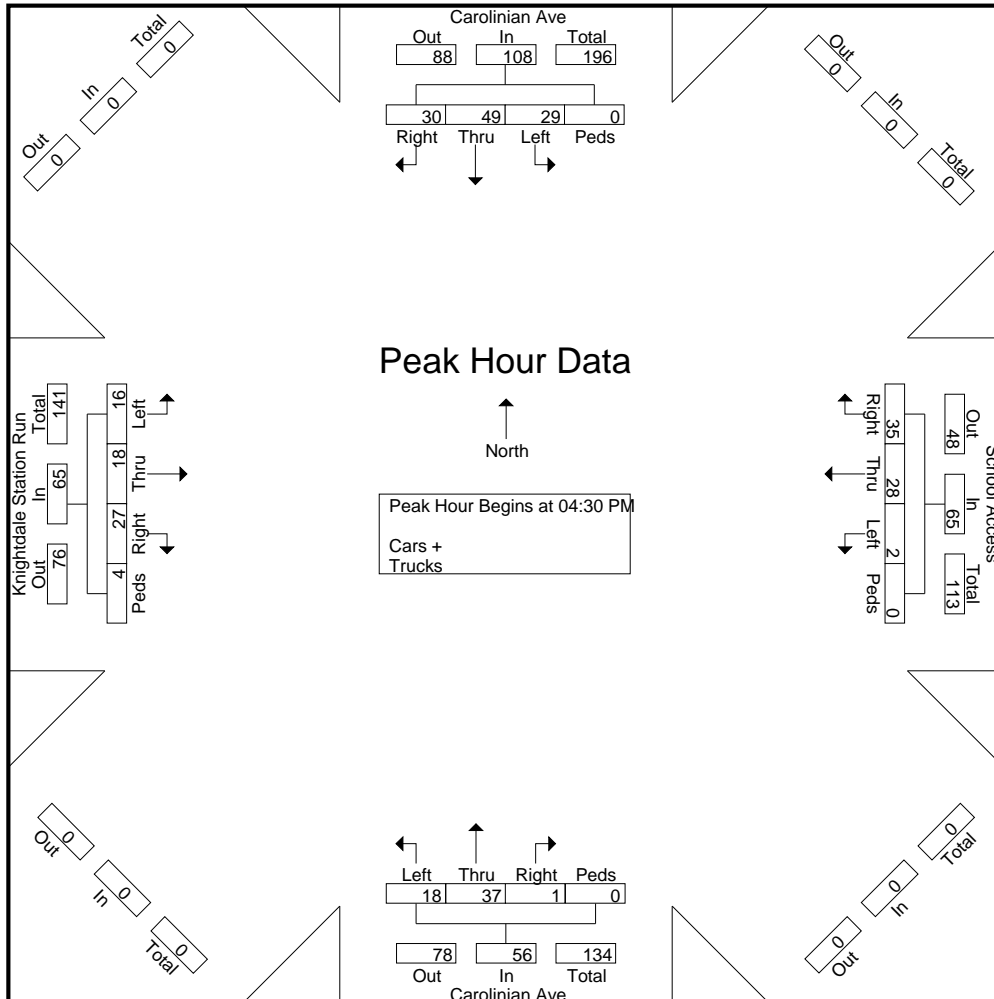 Carolinian Ave
Out In Total
88 108 196
30 49 29 0
Right Thru Left Peds
Total
0
In
0
Out
0
Out
0
In
0
Total
0
Peak Hour Data
North
Peak Hour Begins at 04:30 PM
Cars +
Trucks
Knightdale Station Run
Total In Out
141 65 76
16 18 27 4
Left Thru Right Peds
School Access
Out In Total
48 65 113
35 28 2 0
Right Thru Left Peds
0
Out
0
In
0
Total
Left Thru Right Peds
18 37 1 0
78 56 134
Out In Total
Carolinian Ave
0
Total
0
In
0
Out